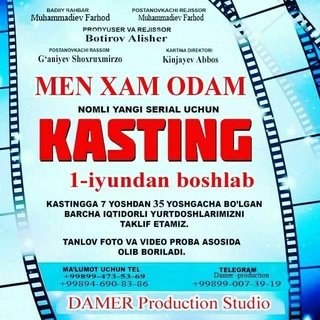 BADIIY RAHBAR
Muhammadiev Farhod
POSTANOVKACHI REJISSOR
Muhammadiev Farhod
PRODYUSER VA REJISSOR
Botirov Alisher
POSTANOVKACHI RASSOM
G'aniyev Shoxruxmirzo
KARTINA DIREKTORI
Kinjayev Abbos
MEN XAM ODAM
NOMLI YANGI SERIAL UCHUN
KASTING
1-iyundan boshlab
KASTINGGA 7 YOSHDAN 35 YOSHGACHA BO'LGAN
BARCHA IQTIDORLI YURTDOSHLARIMIZNI
TAKLIF ETAMIZ.
TANLOV FOTO VA VIDEO PROBA ASOSIDA
OLIB BORILADI.
MA'LUMOT UCHUN TEL
+99899-473-53-69
+99894-690-83-86
TELEGRAM
Damer -production
+99899-007-39-19
DAMER Production Studio